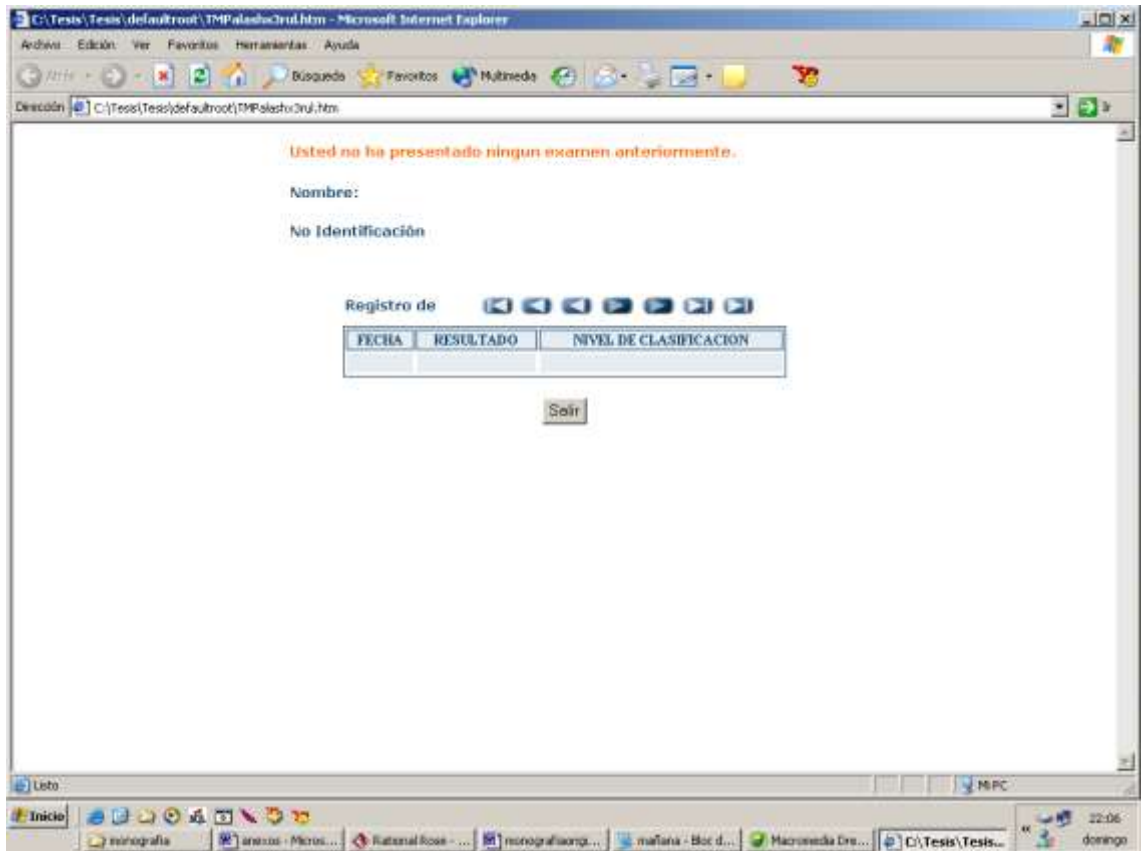 C:\Tesis\Tesis\defaultroot\TMPalashx3rul.htm - Microsoft Internet Explorer
Archivo Edición Ver Favoritos Herramientas Ayuda
Atrás Búsqueda Favoritos Multimedia
Dirección C:\Tesis\Tesis\defaultroot\TMPalashx3rul.htm Ir
Usted no ha presentado ningun examen anteriormente.
Nombre:
No Identificación
Registro de
FECHA RESULTADO NIVEL DE CLASIFICACION
Salir
Listo Mi PC
Inicio 22:06
monografia anexos - Micros... Rational Rose - ... mañana - Bloc d... Macromedia Dre... C:\Tesis\Tesis... domingo